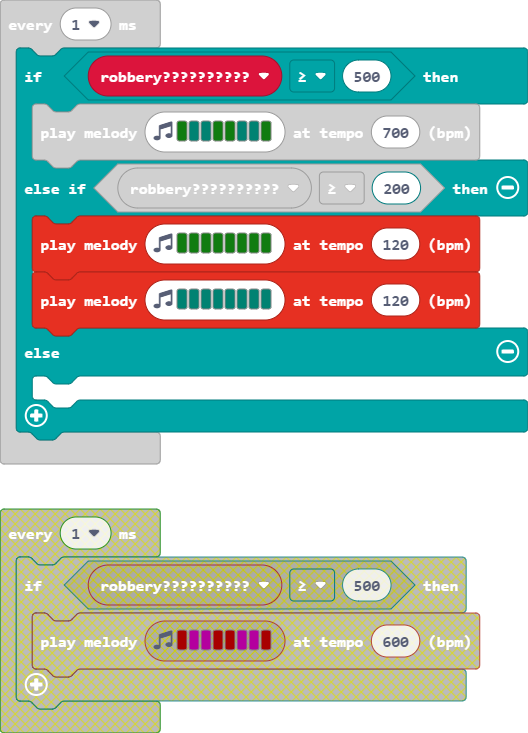 every 1 ms
if robbery?????????? ≥ 500 then
play melody at tempo 700 (bpm)
else if robbery?????????? ≥ 200 then
play melody at tempo 120 (bpm)
play melody at tempo 120 (bpm)
else
every 1 ms
if robbery?????????? ≥ 500 then
play melody at tempo 600 (bpm)